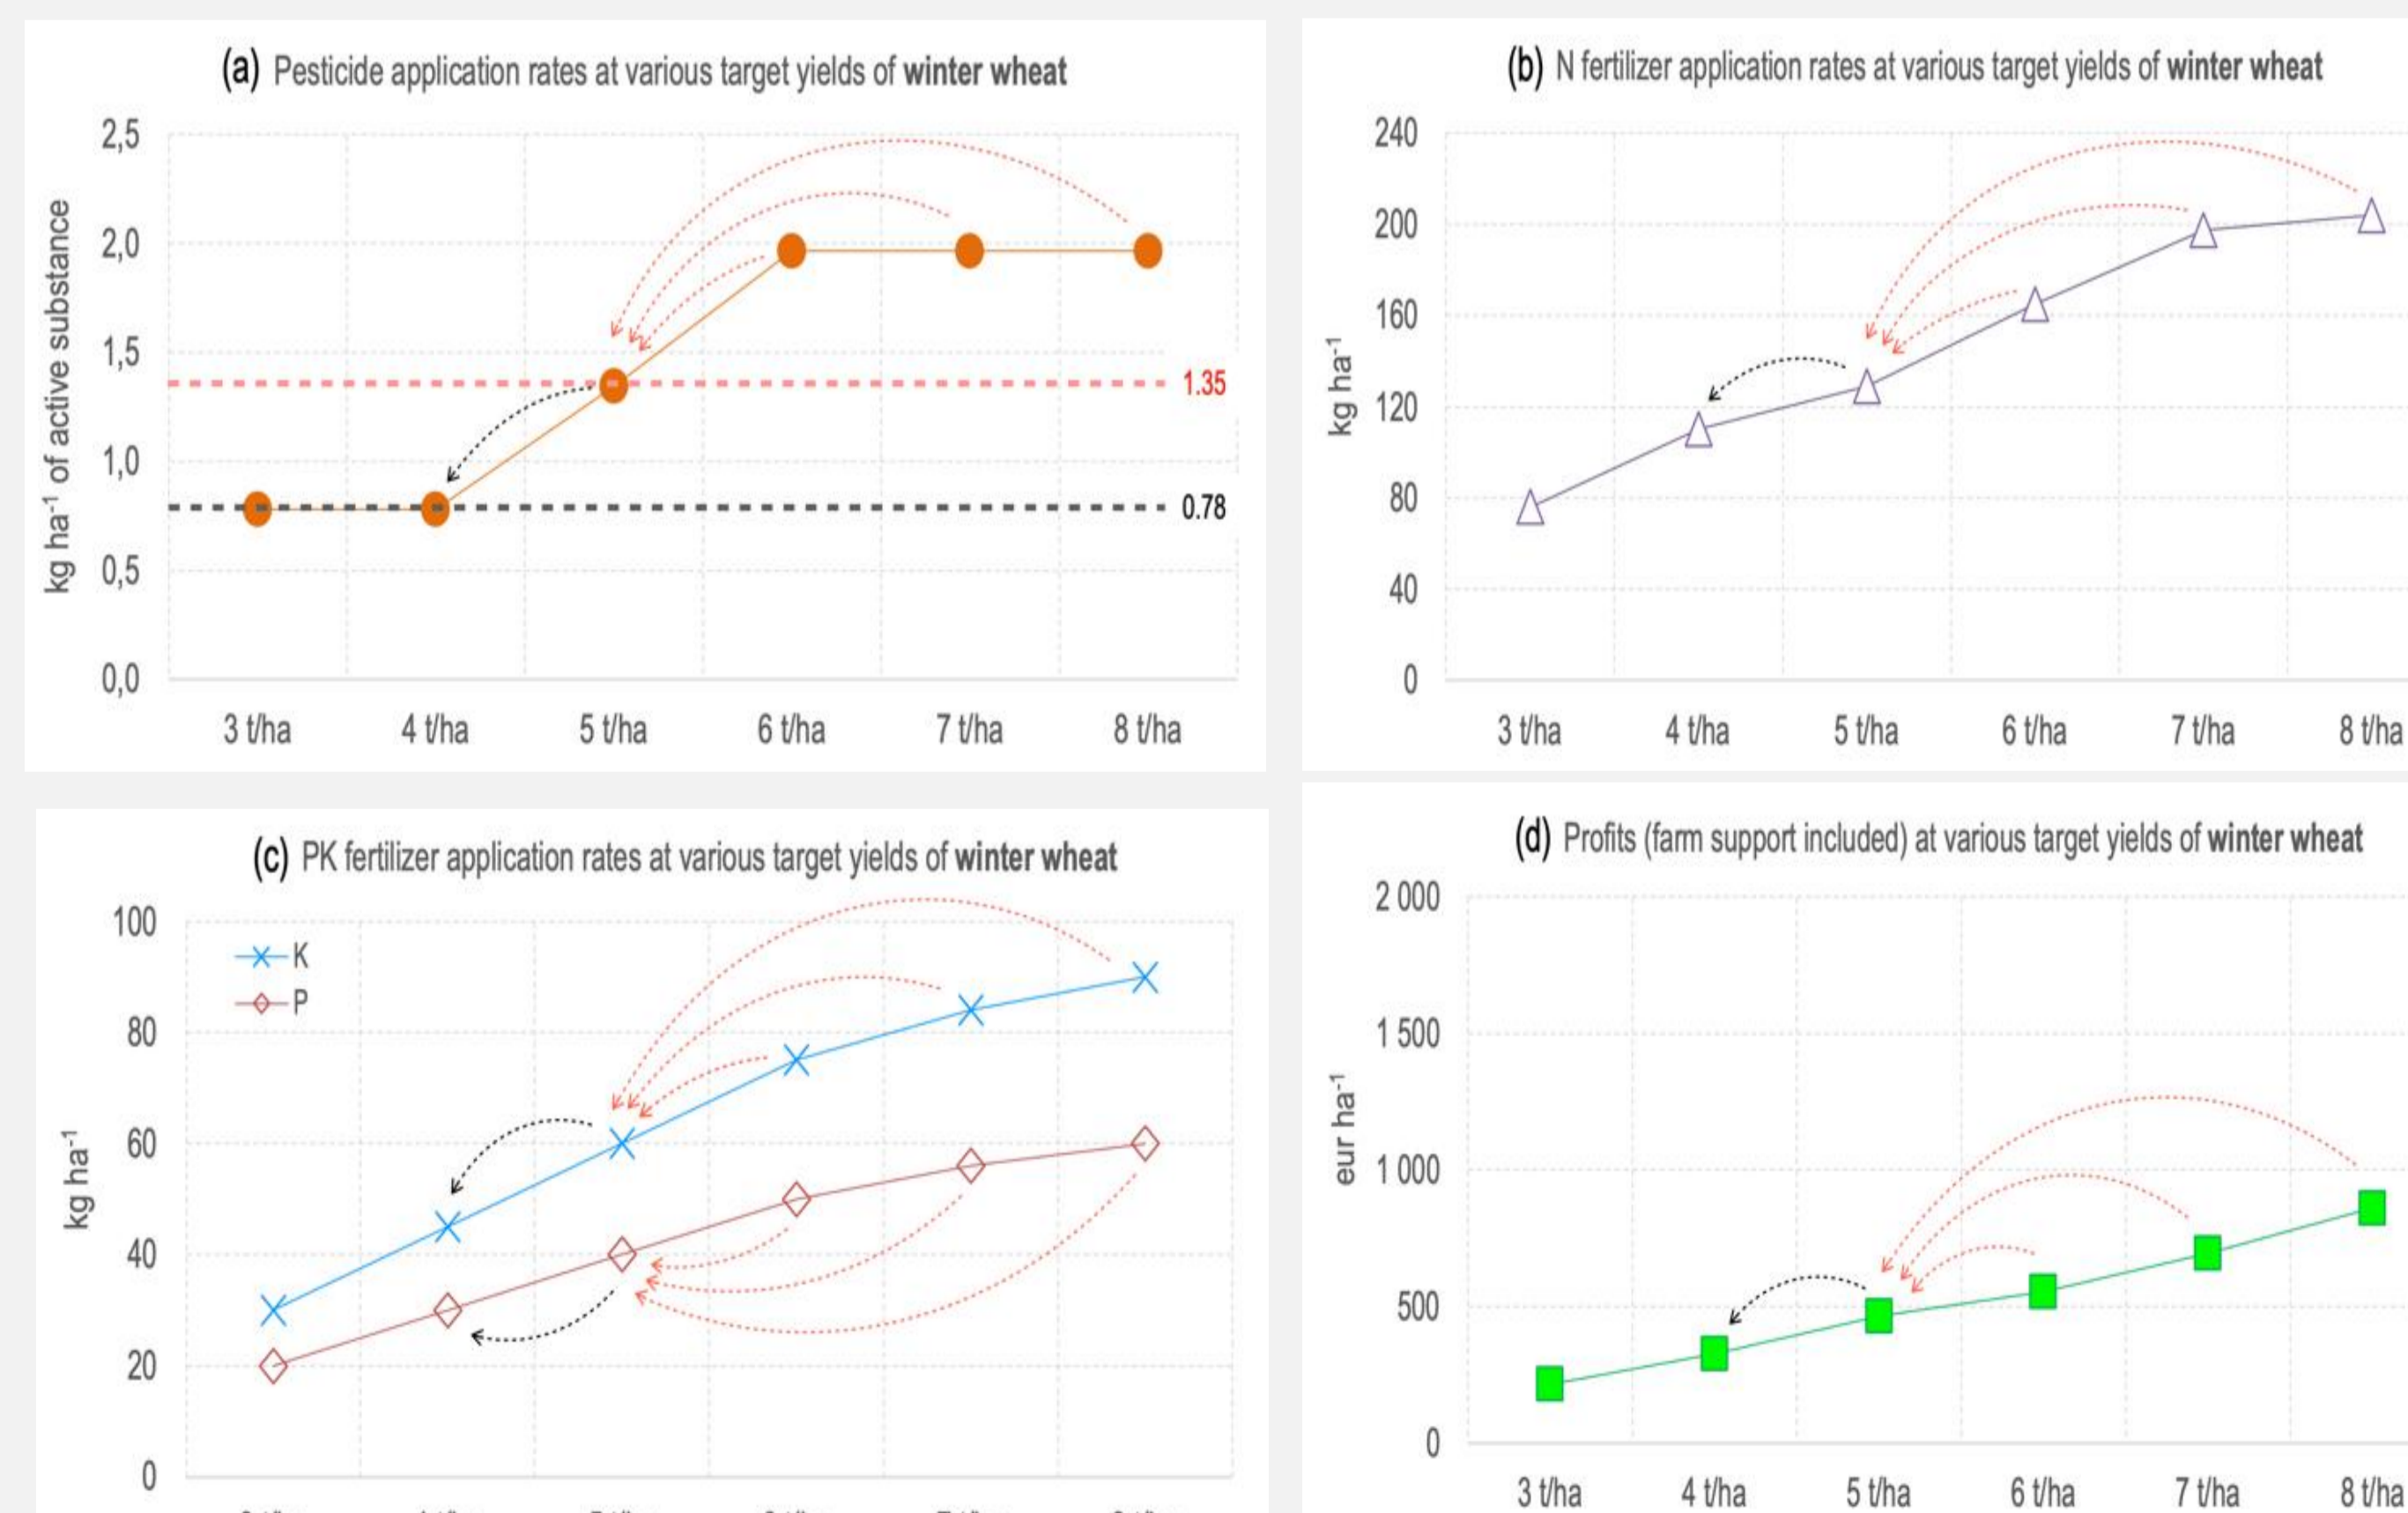 (a) Pesticide application rates at various target yields of winter wheat
kg ha⁻¹ of active substance
2,5
2,0
1,5
1,0
0,5
0,0
1.35
0.78
3 t/ha 4 t/ha 5 t/ha 6 t/ha 7 t/ha 8 t/ha
(b) N fertilizer application rates at various target yields of winter wheat
kg ha⁻¹
240
200
160
120
80
40
0
3 t/ha 4 t/ha 5 t/ha 6 t/ha 7 t/ha 8 t/ha
(c) PK fertilizer application rates at various target yields of winter wheat
kg ha⁻¹
100
80
60
40
20
0
K
P
(d) Profits (farm support included) at various target yields of winter wheat
eur ha⁻¹
2 000
1 500
1 000
500
0
3 t/ha 4 t/ha 5 t/ha 6 t/ha 7 t/ha 8 t/ha